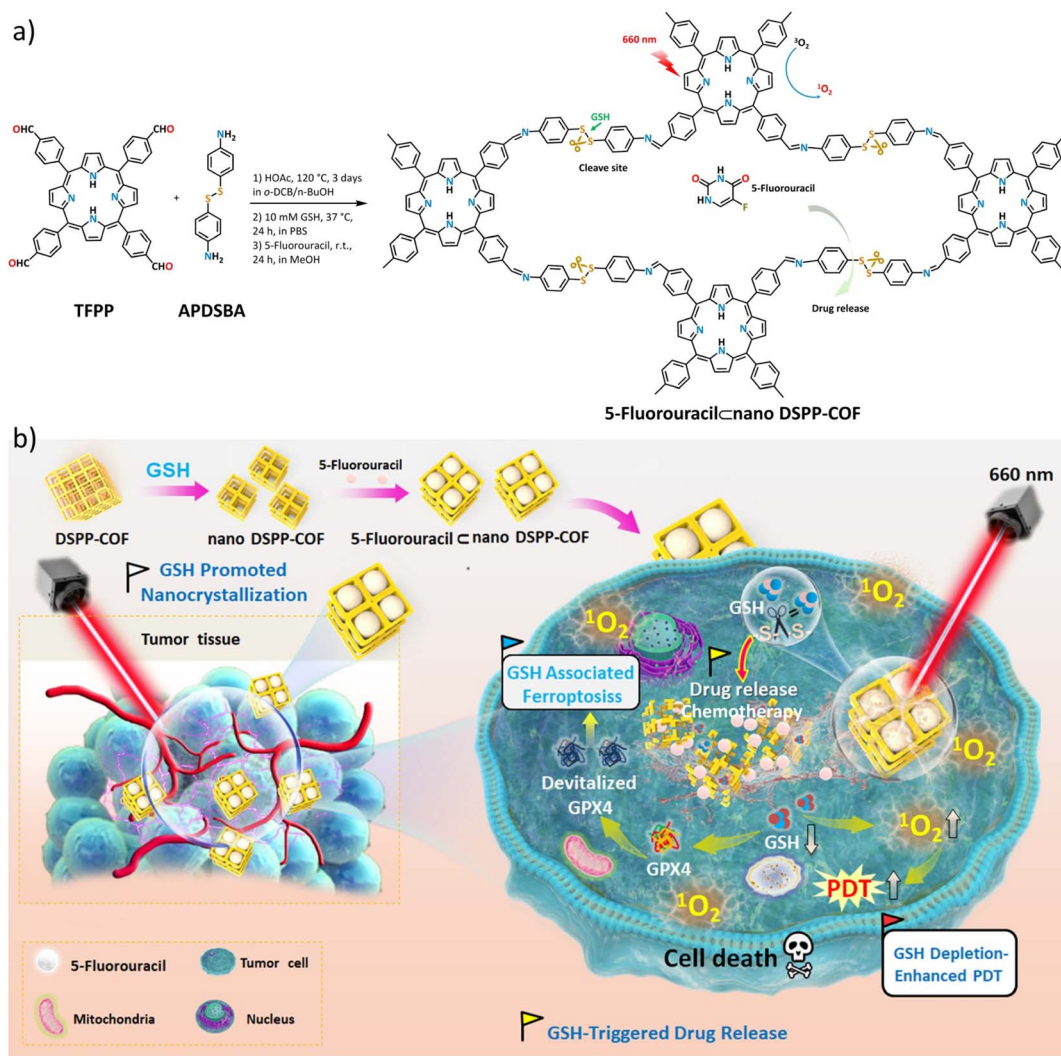 a)
660 nm
³O₂
¹O₂
GSH
Cleave site
5-Fluorouracil
Drug release
OHC
CHO
OHC
CHO
NH₂
S
S
NH₂
N
H
N
N
H
N
+
1) HOAc, 120 °C, 3 days
in o-DCB/n-BuOH
2) 10 mM GSH, 37 °C,
24 h, in PBS
3) 5-Fluorouracil, r.t.,
24 h, in MeOH
TFPP
APDSBA
O
O
HN
N
H
F
5-Fluorouracil⊂nano DSPP-COF
b)
GSH
5-Fluorouracil
DSPP-COF
nano DSPP-COF
5-Fluorouracil ⊂ nano DSPP-COF
660 nm
GSH Promoted
Nanocrystallization
Tumor tissue
¹O₂
¹O₂
GSH
S
S
GSH Associated
Ferroptosiss
Drug release
Chemotherapy
¹O₂
Devitalized
GPX4
GPX4
GSH
¹O₂
¹O₂
PDT
Cell death
GSH Depletion-
Enhanced PDT
5-Fluorouracil
Tumor cell
Mitochondria
Nucleus
GSH-Triggered Drug Release